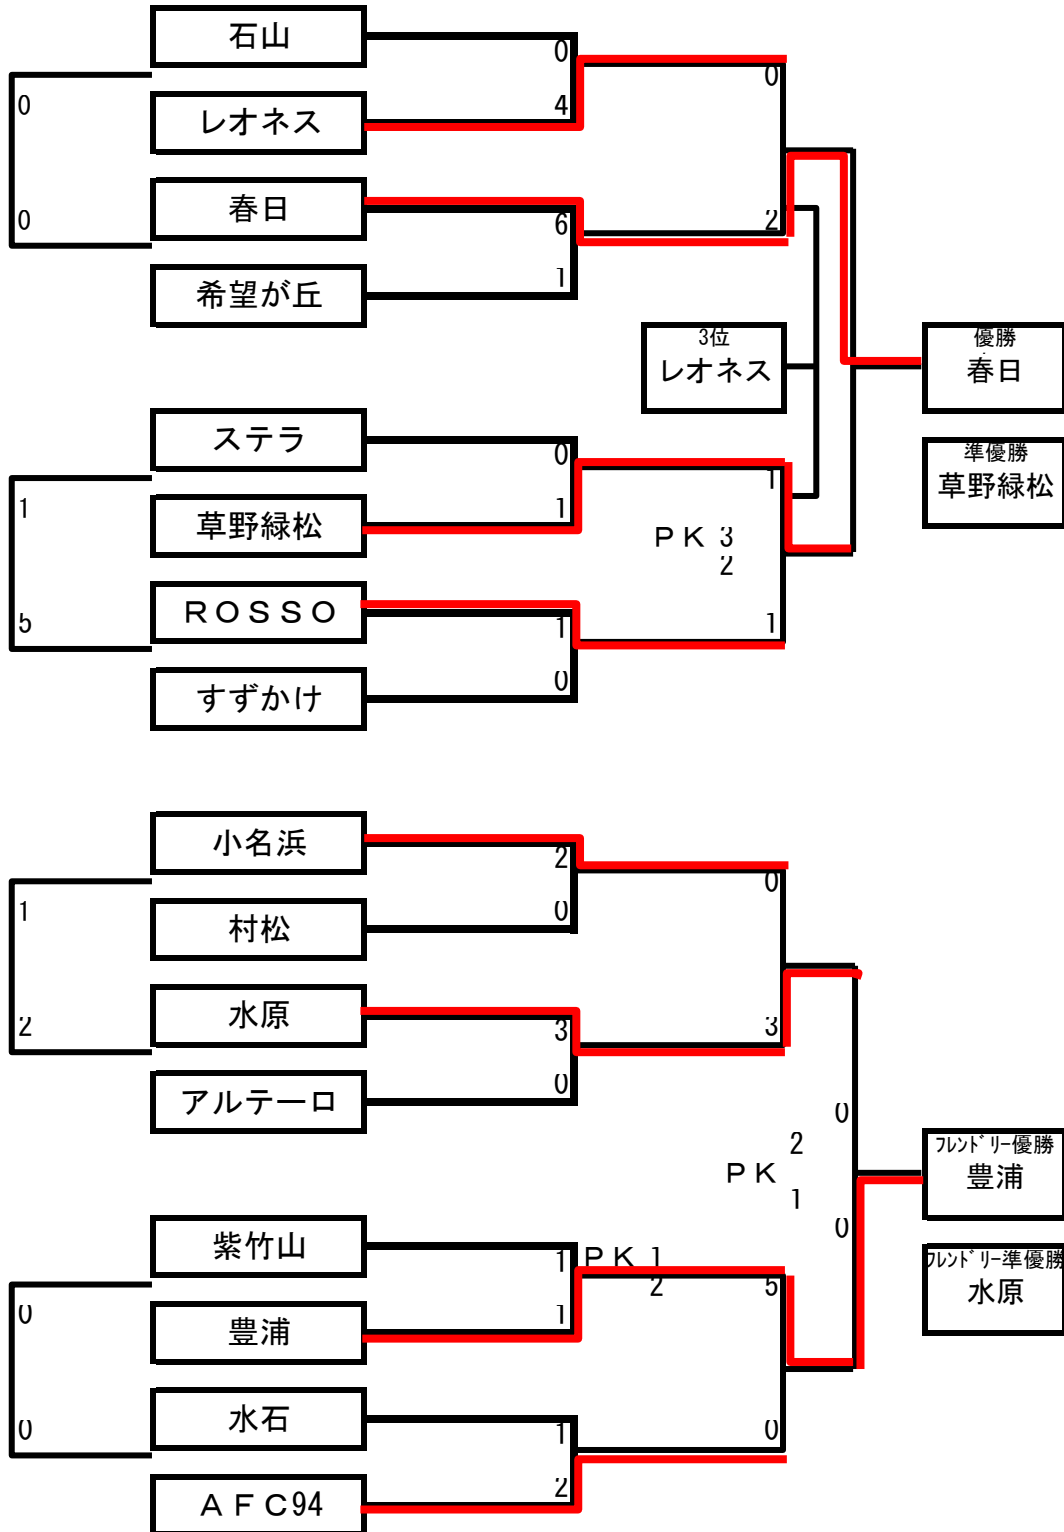 石山
0
0
0
レオネス
4
春日
0
6
2
1
希望が丘
3位
レオネス
優勝
春日
ステラ
0
準優勝
草野緑松
1
1
1
草野緑松
PK 3
2
ROSSO
5
1
1
すずかけ
0
小名浜
2
0
1
村松
0
水原
2
3
3
アルテーロ
0
0
2
PK
1
0
フレンドリー優勝
豊浦
紫竹山
1
PK 1
2
5
フレンドリー準優勝
水原
0
豊浦
1
水石
0
1
0
AFC94
2